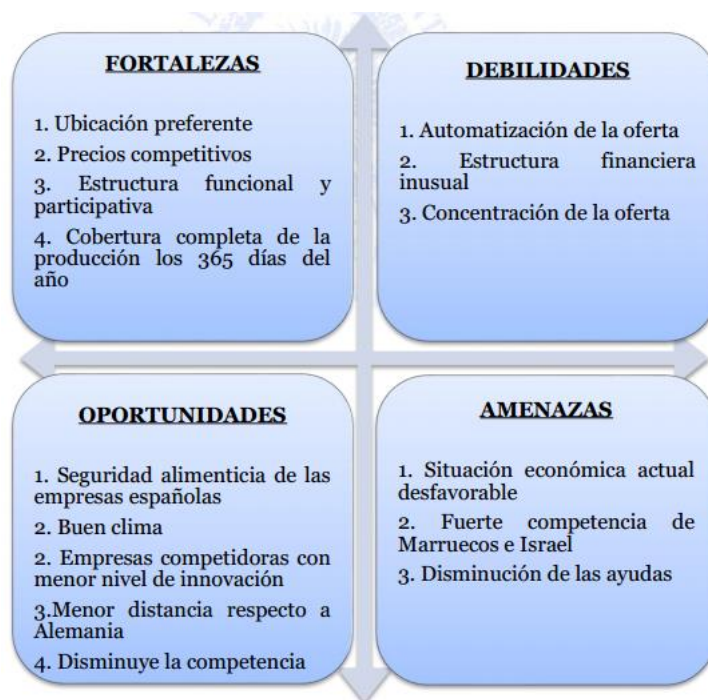 FORTALEZAS
1. Ubicación preferente
2. Precios competitivos
3. Estructura funcional y
participativa
4. Cobertura completa de la
producción los 365 días del
año
DEBILIDADES
1. Automatización de la oferta
2. Estructura financiera
inusual
3. Concentración de la oferta
OPORTUNIDADES
1. Seguridad alimenticia de las
empresas españolas
2. Buen clima
2. Empresas competidoras con
menor nivel de innovación
3.Menor distancia respecto a
Alemania
4. Disminuye la competencia
AMENAZAS
1. Situación económica actual
desfavorable
2. Fuerte competencia de
Marruecos e Israel
3. Disminución de las ayudas